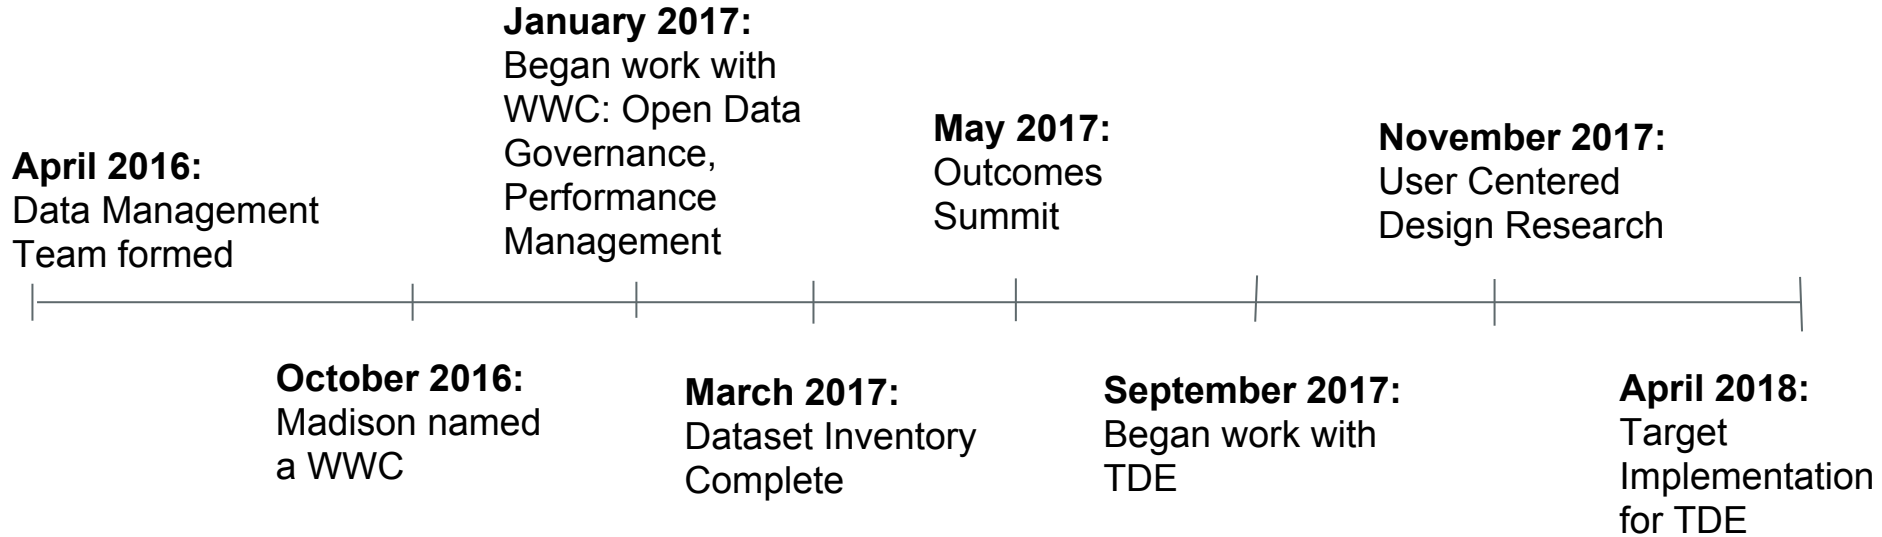 April 2016:
Data Management
Team formed
October 2016:
Madison named
a WWC
January 2017:
Began work with
WWC: Open Data
Governance,
Performance
Management
March 2017:
Dataset Inventory
Complete
May 2017:
Outcomes
Summit
September 2017:
Began work with
TDE
November 2017:
User Centered
Design Research
April 2018:
Target
Implementation
for TDE